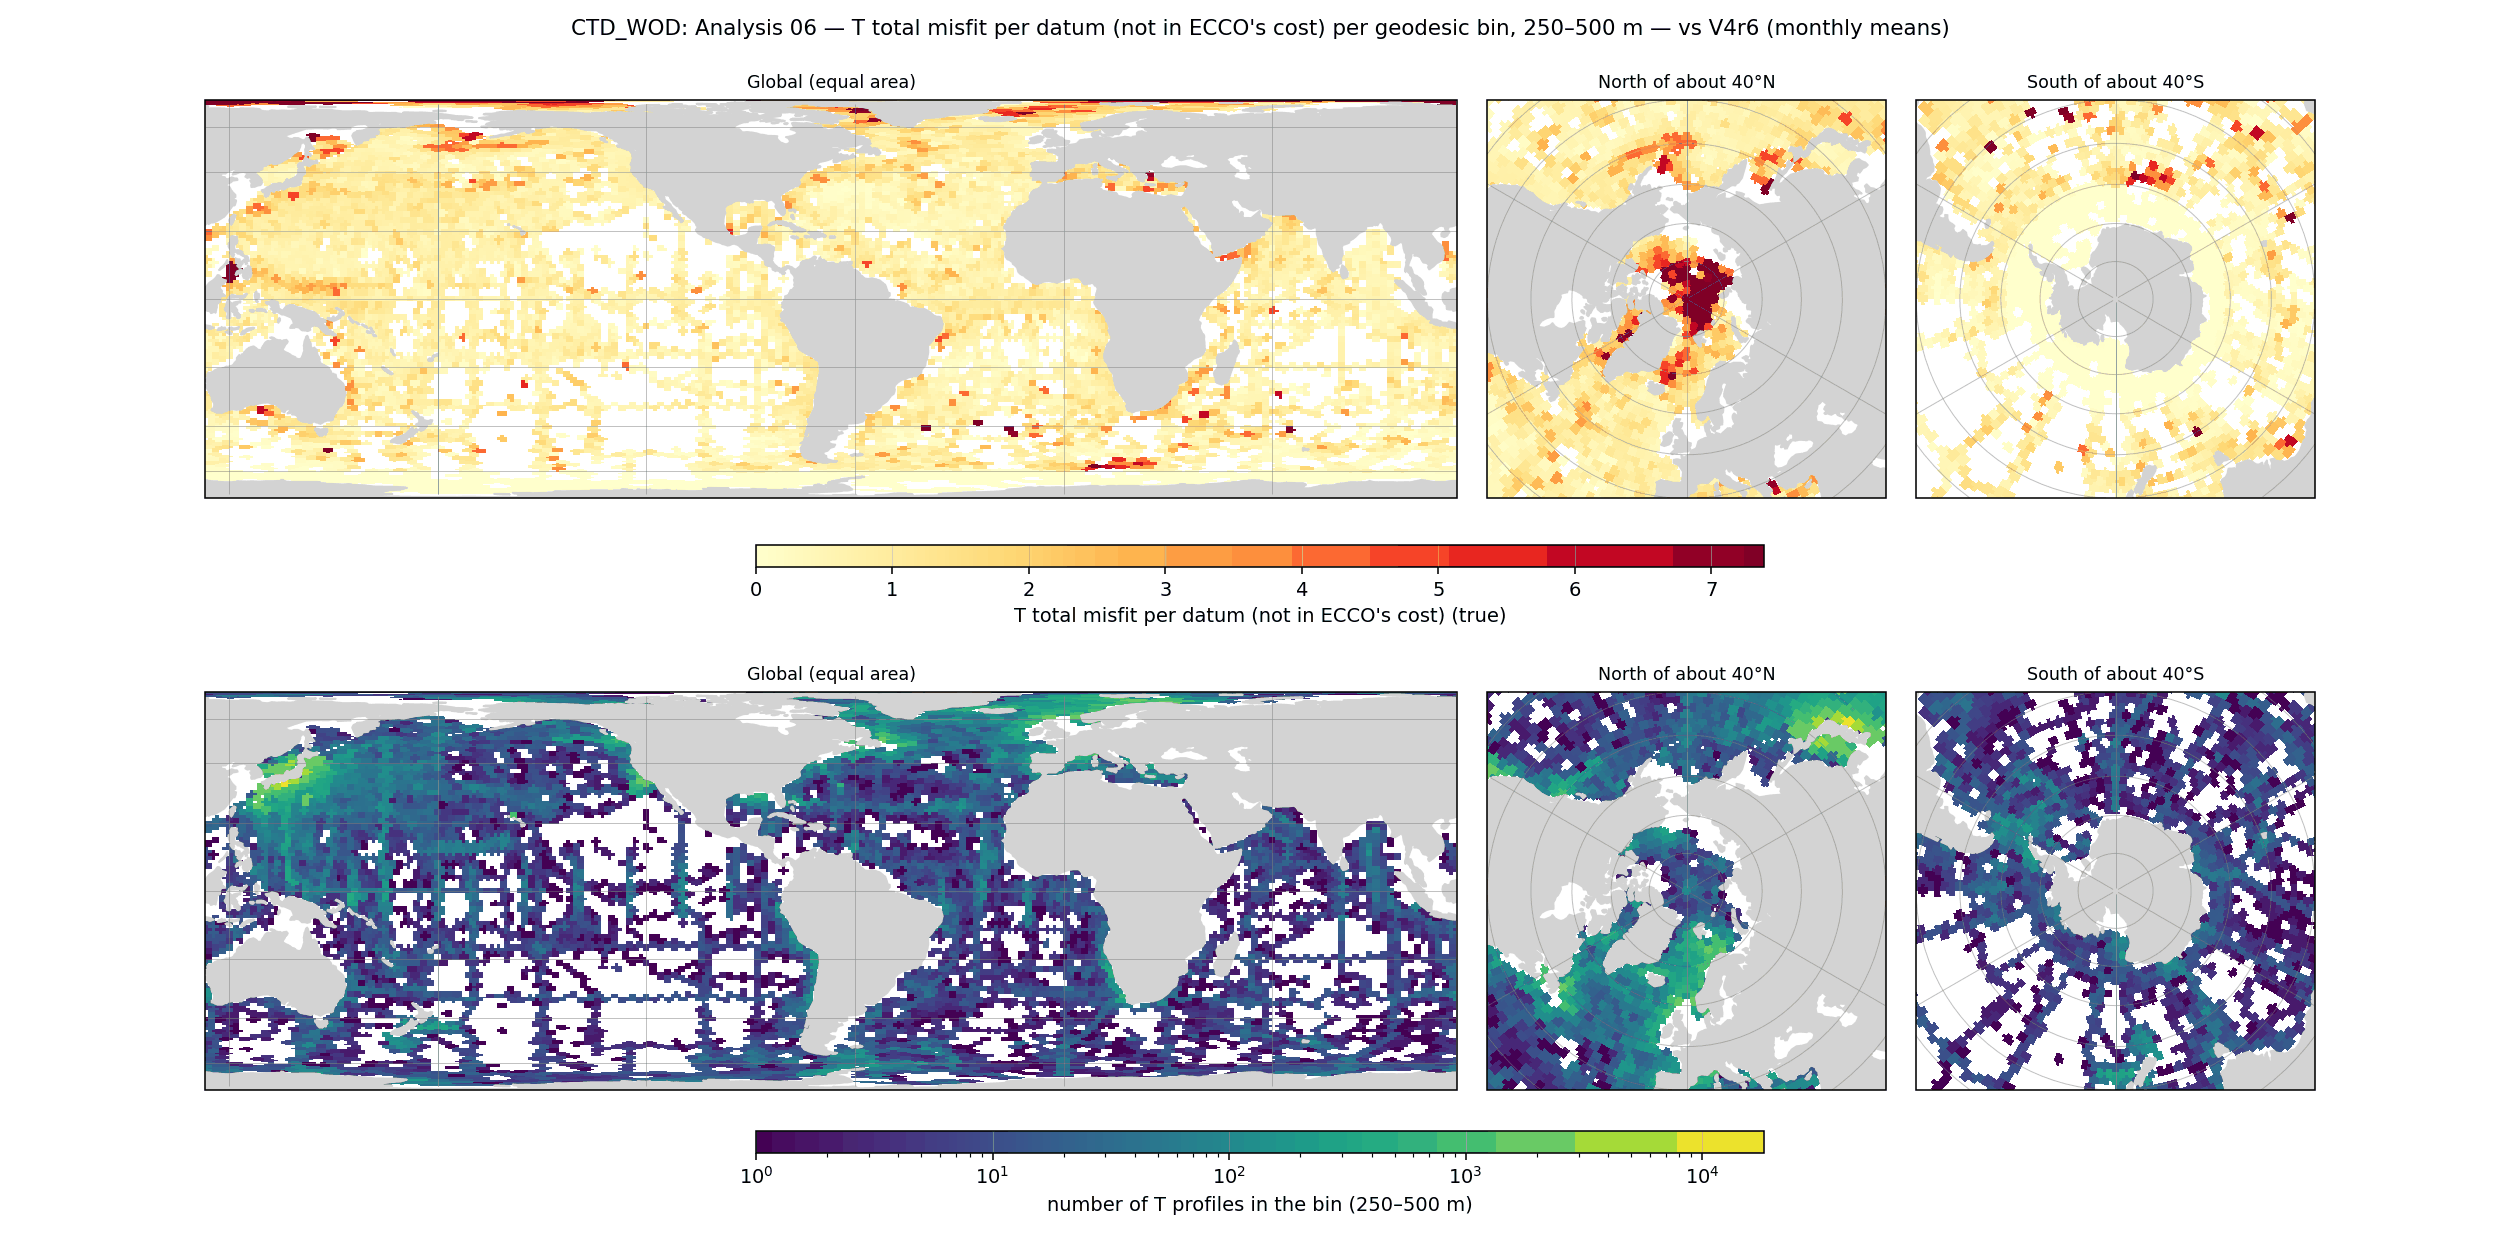 CTD_WOD: Analysis 06 — T total misfit per datum (not in ECCO's cost) per geodesic bin, 250–500 m — vs V4r6 (monthly means)
Global (equal area)
North of about 40°N
South of about 40°S
0 1 2 3 4 5 6 7
T total misfit per datum (not in ECCO's cost) (true)
Global (equal area)
North of about 40°N
South of about 40°S
10⁰ 10¹ 10² 10³ 10⁴
number of T profiles in the bin (250–500 m)